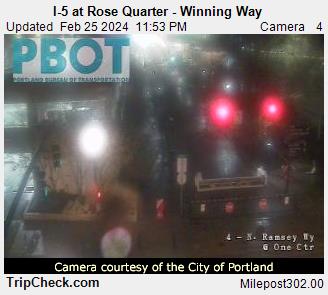 I-5 at Rose Quarter - Winning Way
Updated Feb 25 2024 11:53 PM Camera 4
PBOT
PORTLAND BUREAU OF TRANSPORTATION
4 - N. Ramsey Wy
@ One Ctr
Camera courtesy of the City of Portland
TripCheck.com Milepost302.00